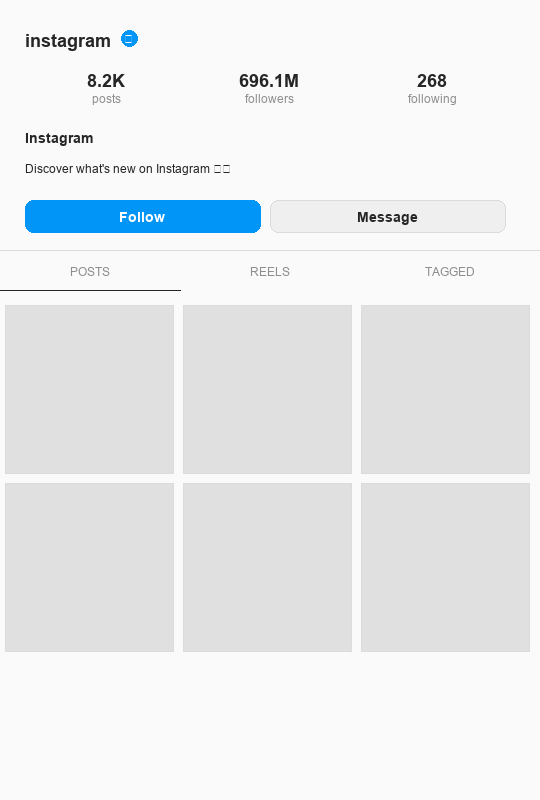 instagram
8.2K 696.1M 268
posts followers following
Instagram
Discover what's new on Instagram
Follow Message
POSTS REELS TAGGED